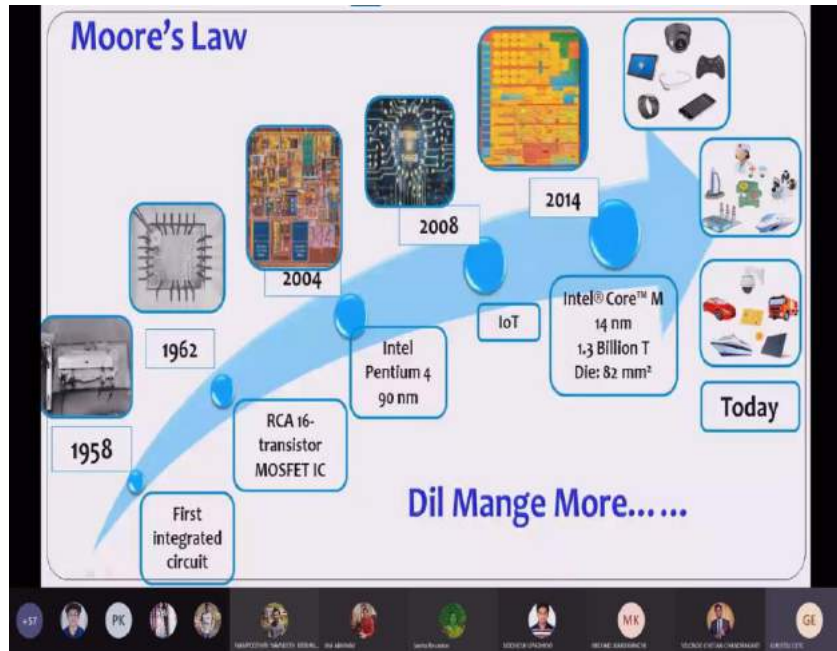 Moore's Law
1958
First
integrated
circuit
1962
RCA 16-
transistor
MOSFET IC
2004
Intel
Pentium 4
90 nm
2008
IoT
2014
Intel® Core™ M
14 nm
1.3 Billion T
Die: 82 mm²
Today
Dil Mange More......
+57
PK
MK
GE